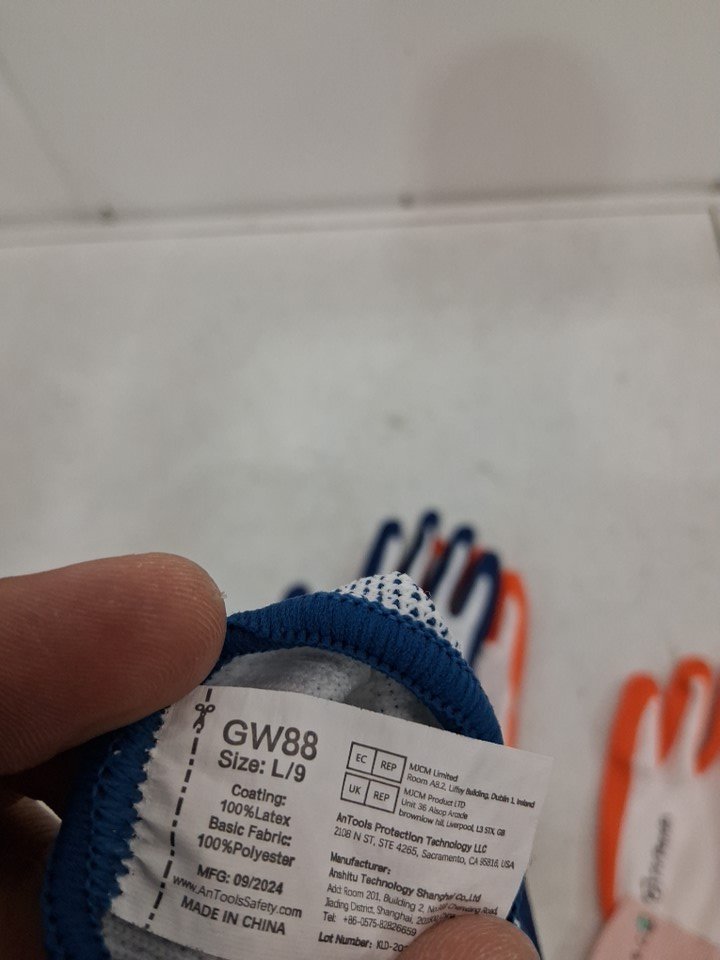 GW88
Size: L/9
Coating:
100%Latex
Basic Fabric:
100%Polyester
MFG: 09/2024
www.AnToolsSafety.com
MADE IN CHINA
EC REP
MJCM Limited
Room A8.2, Liffey Building, Dublin 1, Ireland
UK REP
MJCM Product LTD
Unit 36 Alsop Arcade
brownlow hill, Liverpool, L3 5TX, GB
AnTools Protection Technology LLC
2108 N ST, STE 4265, Sacramento, CA 95816, USA
Manufacturer:
Anshitu Technology Shanghai Co.,Ltd
Add: Room 201, Building 2, Road,
Jiading District, Shanghai,
Tel: +86-0575-82826659
Lot Number: KLD-20